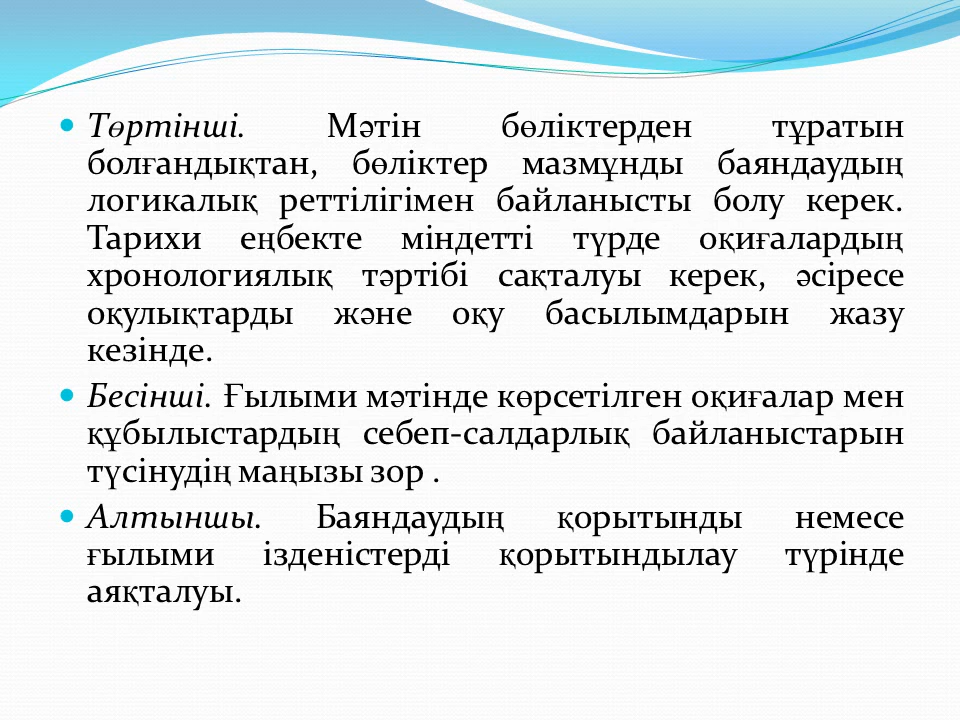 • Төртінші. Мәтін бөліктерден тұратын
болғандықтан, бөліктер мазмұнды баяндаудың
логикалық реттілігімен байланысты болу керек.
Тарихи еңбекте міндетті түрде оқиғалардың
хронологиялық тәртібі сақталуы керек, әсіресе
оқулықтарды және оқу басылымдарын жазу
кезінде.
• Бесінші. Ғылыми мәтінде көрсетілген оқиғалар мен
құбылыстардың себеп-салдарлық байланыстарын
түсінудің маңызы зор .
• Алтыншы. Баяндаудың қорытынды немесе
ғылыми ізденістерді қорытындылау түрінде
аяқталуы.